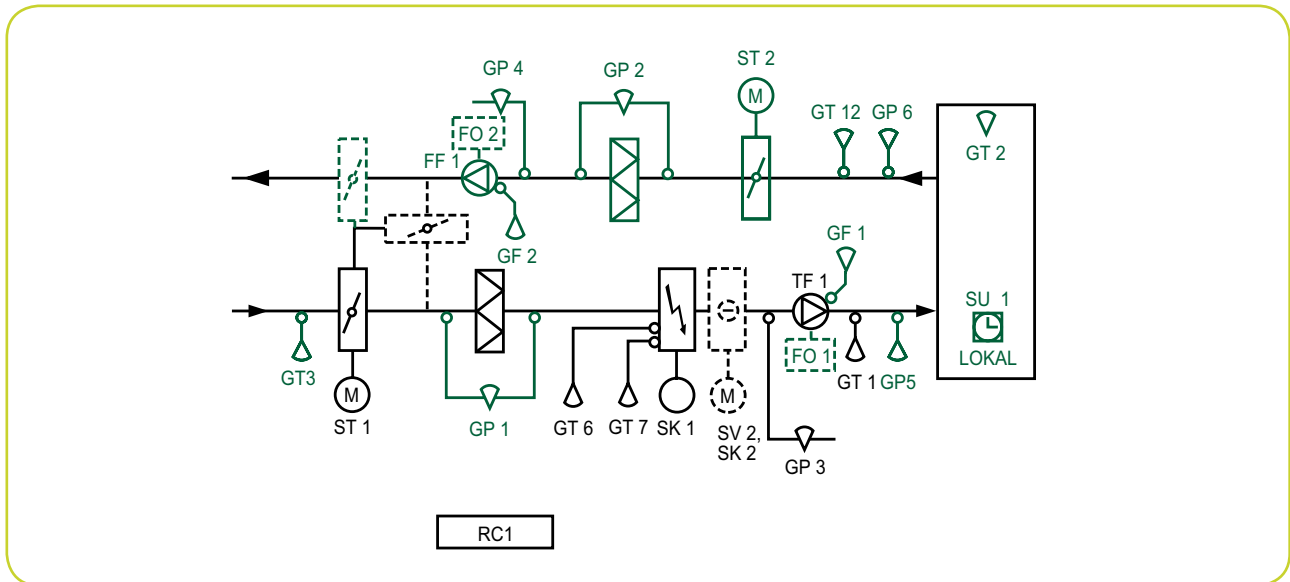 ST 2
GP 4
GP 2
M
GT 12
GP 6
FO 2
GT 2
FF 1
GF 2
GF 1
TF 1
SU 1
LOKAL
FO 1
GT3
GT 1
GP5
M
M
ST 1
GP 1
GT 6
GT 7
SK 1
SV 2,
SK 2
GP 3
RC1